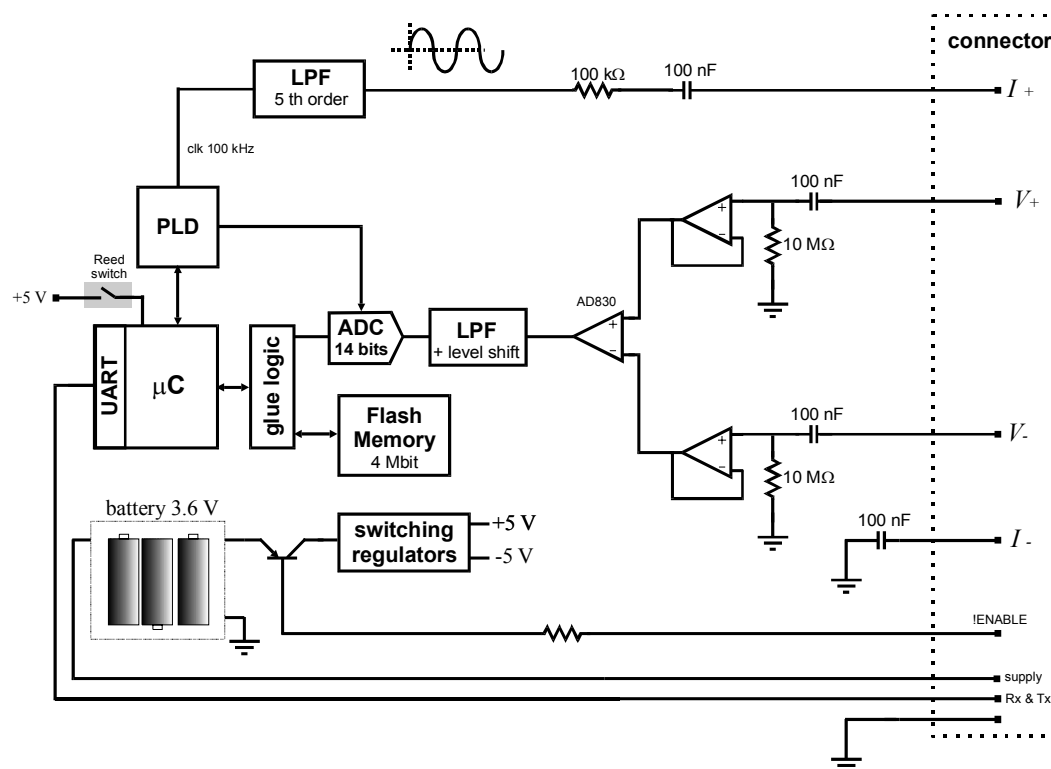 connector
LPF
5 th order
100 kΩ
100 nF
I +
clk 100 kHz
PLD
100 nF
V+
+
−
10 MΩ
Reed
switch
+5 V
AD830
UART
μC
glue logic
ADC
14 bits
LPF
+ level shift
+
−
Flash
Memory
4 Mbit
100 nF
V-
+
−
10 MΩ
battery 3.6 V
switching
regulators
+5 V
-5 V
100 nF
I -
!ENABLE
supply
Rx & Tx